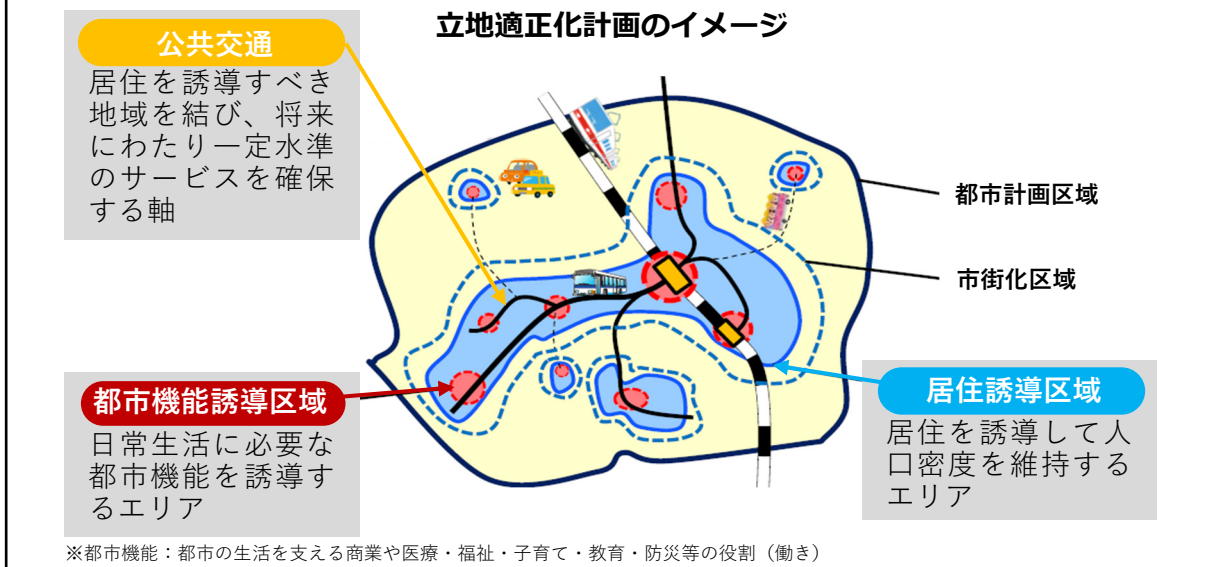 立地適正化計画のイメージ
公共交通
居住を誘導すべき
地域を結び、将来
にわたり一定水準
のサービスを確保
する軸
都市計画区域
市街化区域
都市機能誘導区域
日常生活に必要な
都市機能を誘導す
るエリア
居住誘導区域
居住を誘導して人
口密度を維持する
エリア
※都市機能：都市の生活を支える商業や医療・福祉・子育て・教育・防災等の役割（働き）